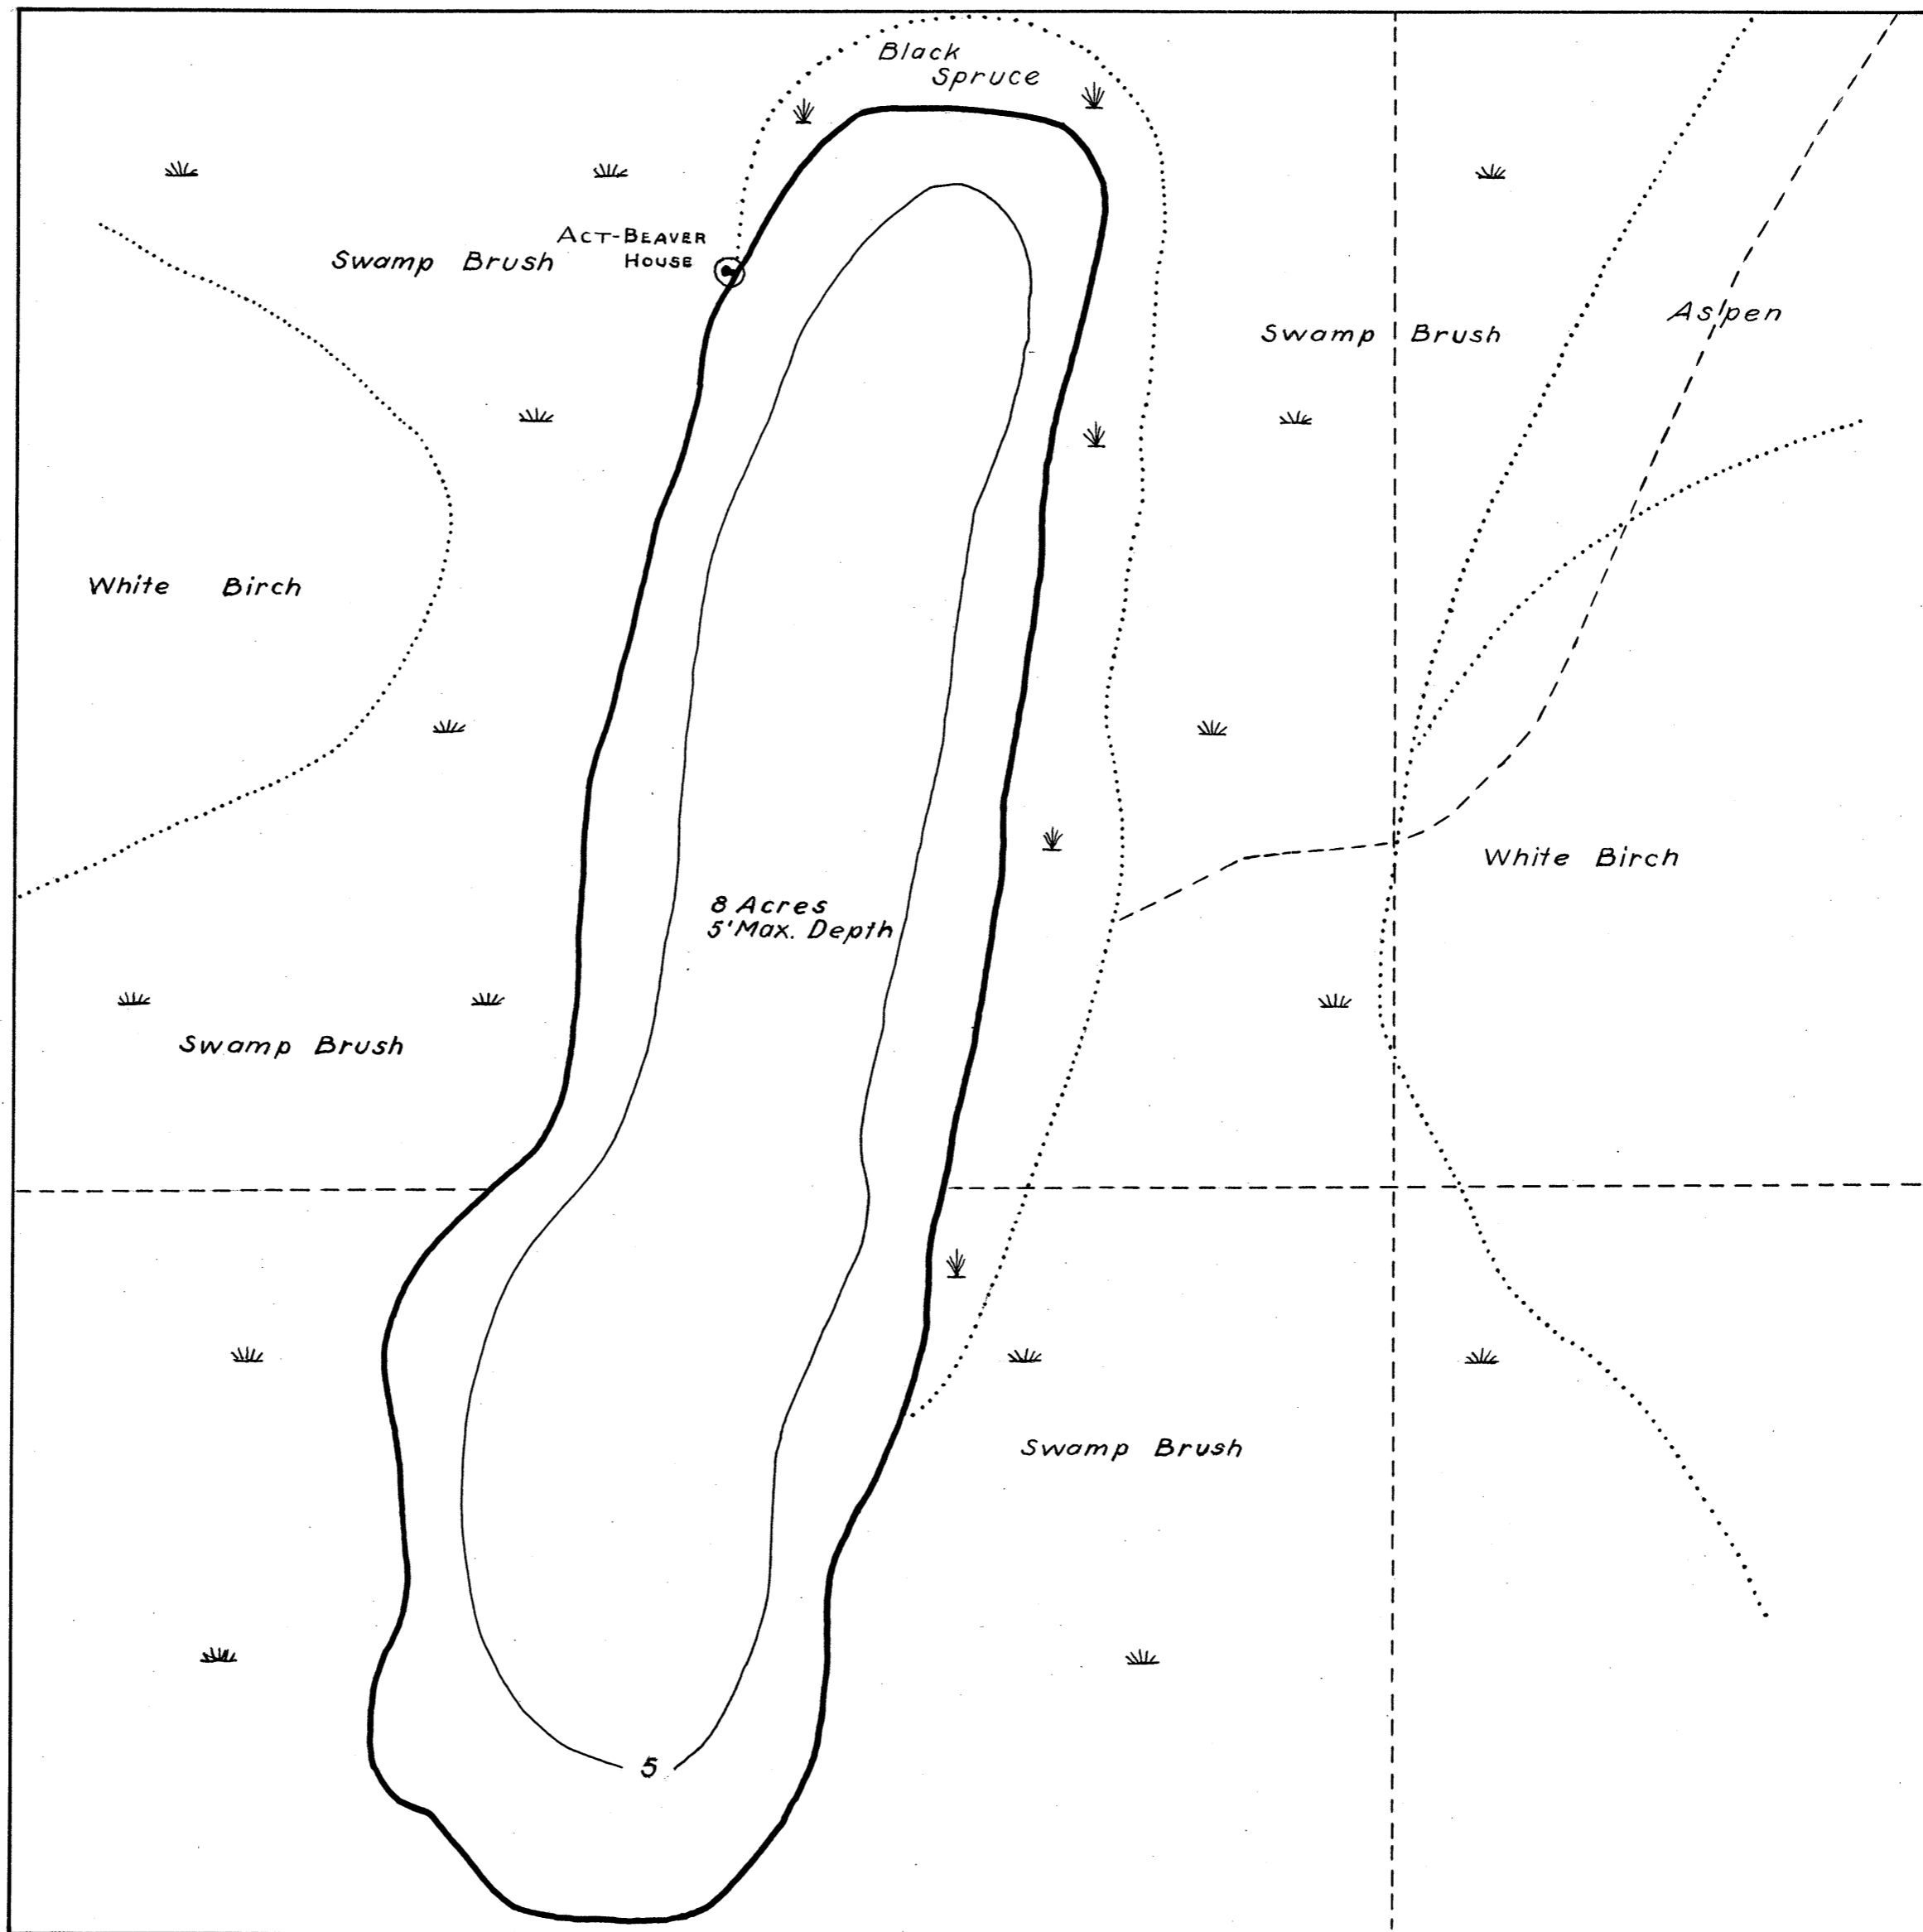 Black
Spruce
ACT-BEAVER
HOUSE
Swamp Brush
Swamp Brush
Aspen
White Birch
White Birch
8 Acres
5' Max. Depth
Swamp Brush
Swamp Brush
5